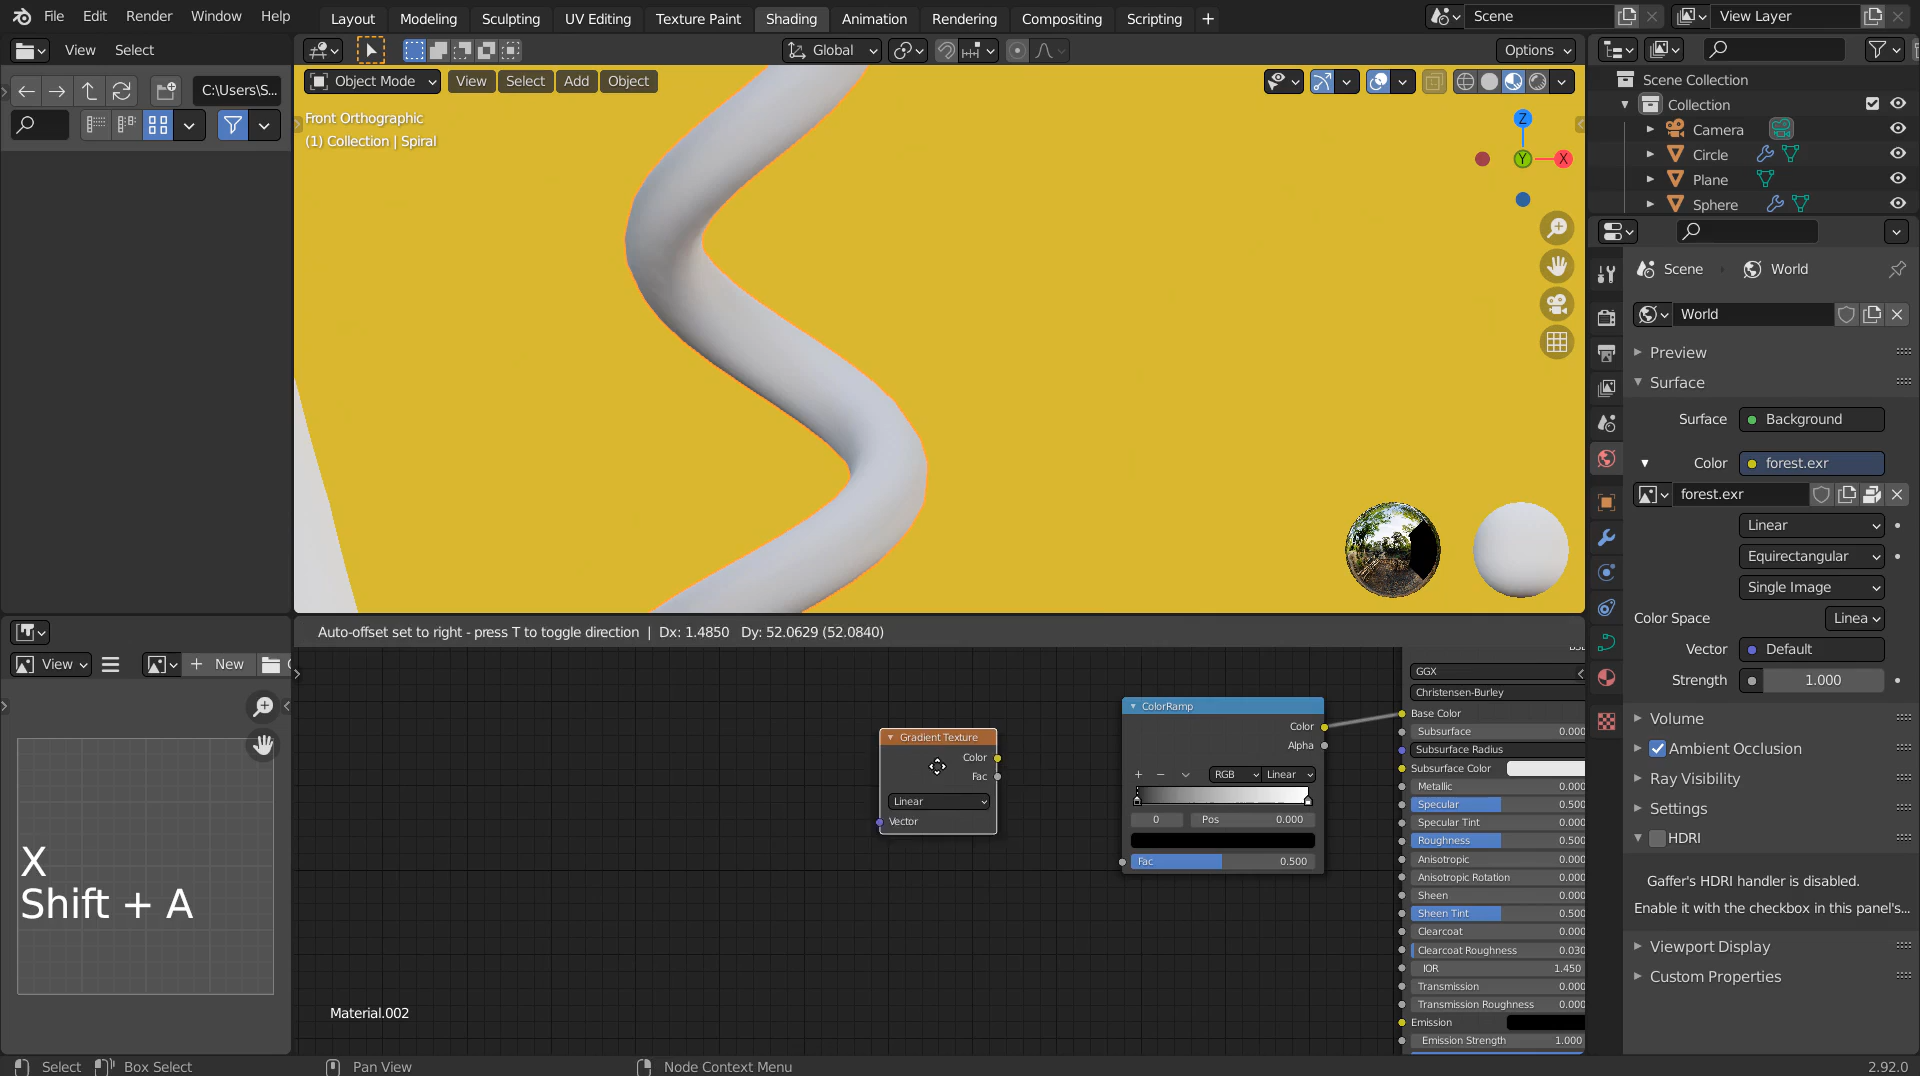 File Edit Render Window Help
Layout Modeling Sculpting UV Editing Texture Paint Shading Animation Rendering Compositing Scripting +
Scene
View Layer
View Select
Global
Options
C:\Users\S...
Object Mode View Select Add Object
Front Orthographic
(1) Collection | Spiral
Z
Y
X
Scene Collection
Collection
Camera
Circle
Plane
Sphere
Scene World
World
Preview
Surface
Surface Background
Color forest.exr
forest.exr
Linear
Equirectangular
Single Image
Color Space Linea
Vector Default
Strength 1.000
Volume
Ambient Occlusion
Ray Visibility
Settings
HDRI
Gaffer's HDRI handler is disabled.
Enable it with the checkbox in this panel's...
Viewport Display
Custom Properties
Auto-offset set to right - press T to toggle direction | Dx: 1.4850 Dy: 52.0629 (52.0840)
View
+ New
X
Shift + A
Gradient Texture
Color
Fac
Linear
Vector
ColorRamp
Color
Alpha
+ − RGB Linear
0 Pos 0.000
Fac 0.500
GGX
Christensen-Burley
Base Color
Subsurface 0.000
Subsurface Radius
Subsurface Color
Metallic 0.000
Specular 0.500
Specular Tint 0.000
Roughness 0.500
Anisotropic 0.000
Anisotropic Rotation 0.000
Sheen 0.000
Sheen Tint 0.500
Clearcoat 0.000
Clearcoat Roughness 0.030
IOR 1.450
Transmission 0.000
Transmission Roughness 0.000
Emission
Emission Strength 1.000
Material.002
Select Box Select Pan View Node Context Menu 2.92.0